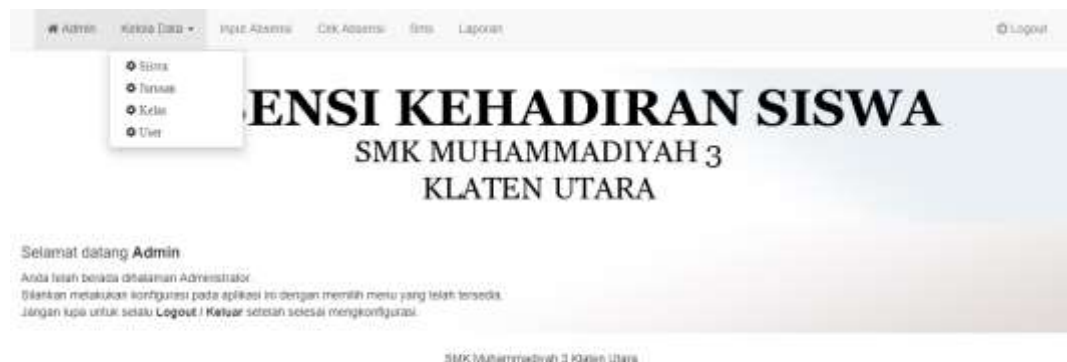 Admin Kelola Data Input Absensi Cek Absensi Sms Laporan Logout
Siswa
Jurusan
Kelas
User
SENSI KEHADIRAN SISWA
SMK MUHAMMADIYAH 3
KLATEN UTARA
Selamat datang Admin
Anda telah berada dihalaman Administrator
Silahkan melakukan konfigurasi pada aplikasi ini dengan memilih menu yang telah tersedia.
Jangan lupa untuk selalu Logout / Keluar setelah selesai mengkonfigurasi.
SMK Muhammadiyah 3 Klaten Utara